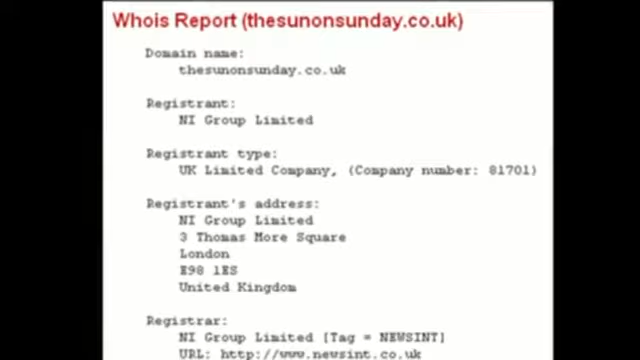 Whois Report (thesunonsunday.co.uk)
Domain name:
thesunonsunday.co.uk
Registrant:
NI Group Limited
Registrant type:
UK Limited Company, (Company number: 81701)
Registrant's address:
NI Group Limited
3 Thomas More Square
London
E98 1ES
United Kingdom
Registrar:
NI Group Limited [Tag = NEWSINT]
URL: http://www.newsint.co.uk